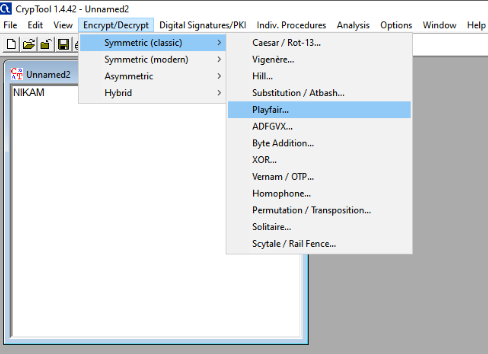 CrypTool 1.4.42 - Unnamed2
File Edit View Encrypt/Decrypt Digital Signatures/PKI Indiv. Procedures Analysis Options Window Help
Symmetric (classic) >
Symmetric (modern) >
Asymmetric >
Hybrid >
Caesar / Rot-13...
Vigenère...
Hill...
Substitution / Atbash...
Playfair...
ADFGVX...
Byte Addition...
XOR...
Vernam / OTP...
Homophone...
Permutation / Transposition...
Solitaire...
Scytale / Rail Fence...
Unnamed2
NIKAM